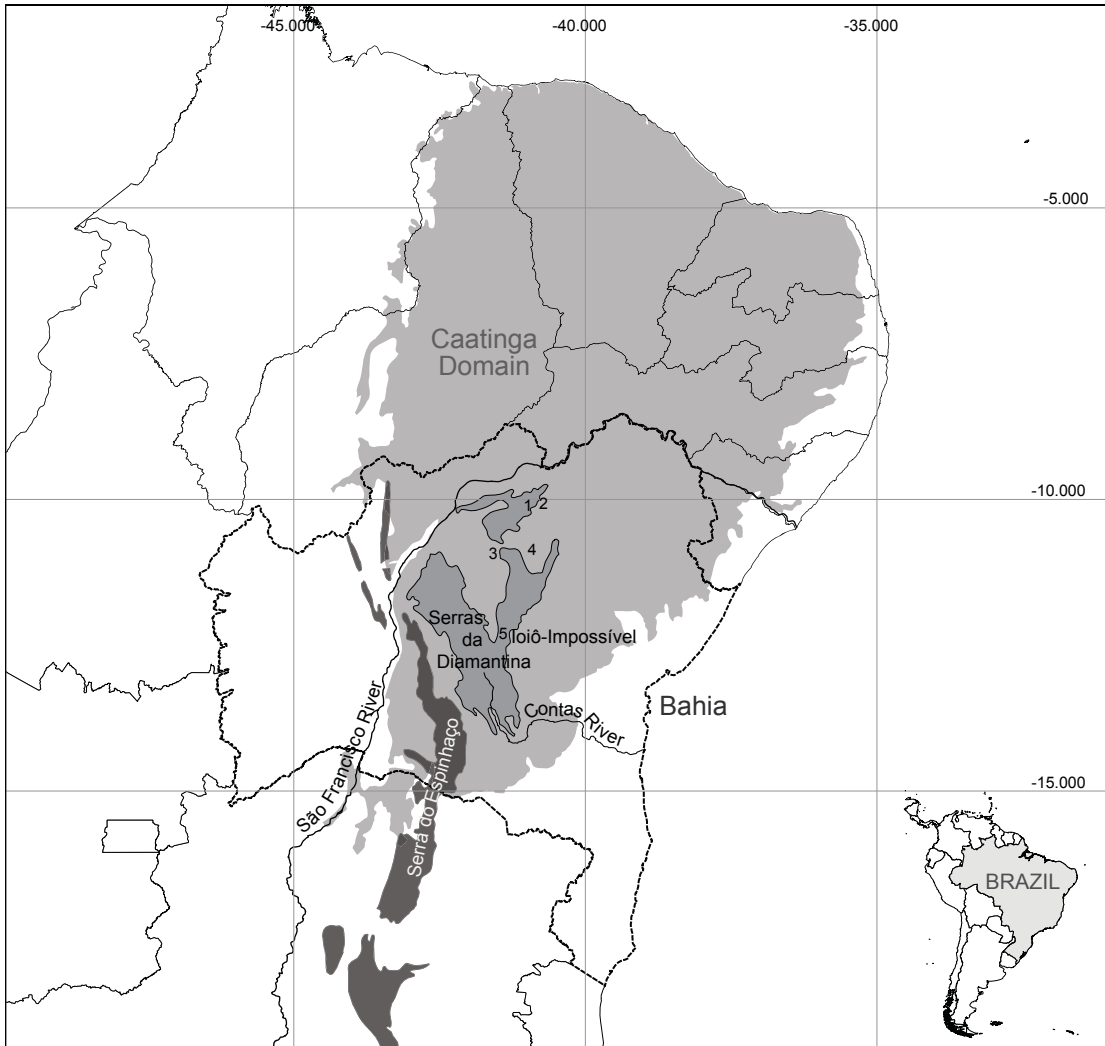 -45.000
-40.000
-35.000
-5.000
Caatinga
Domain
-10.000
1
2
3
4
Serras
da
Diamantina
5
Ioiô-Impossível
Contas River
Bahia
São Francisco River
Serra do Espinhaço
-15.000
BRAZIL